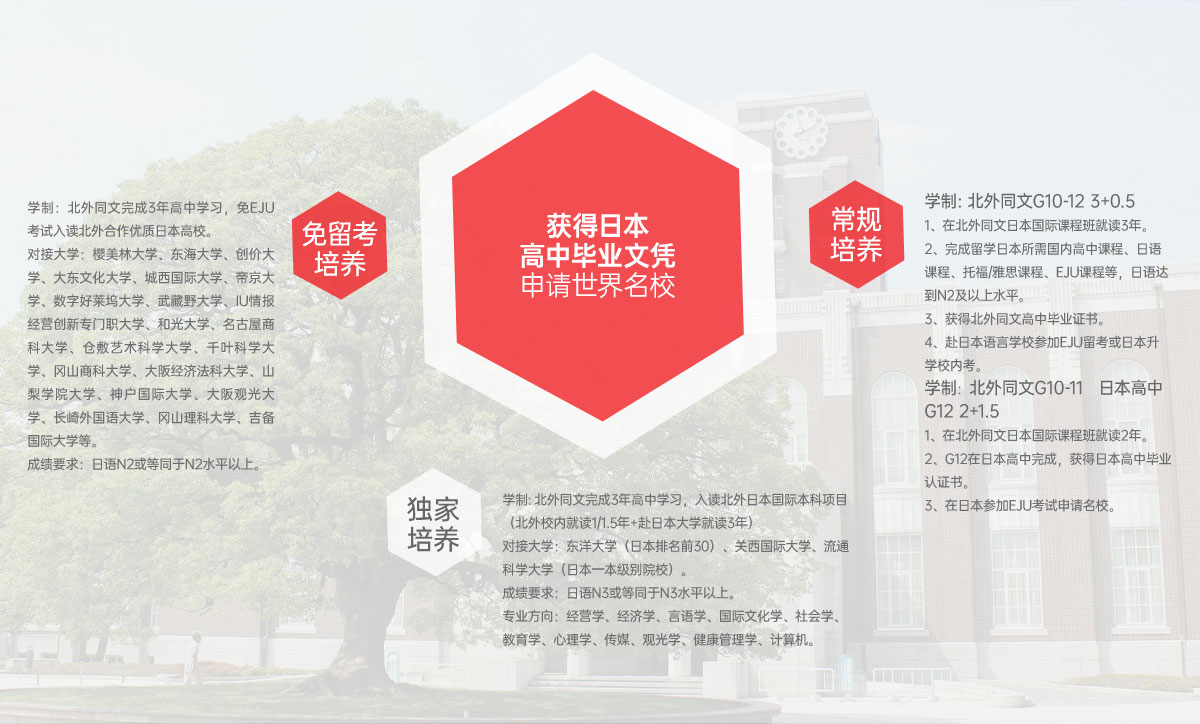 获得日本
高中毕业文凭
申请世界名校
免留考
培养
学制：北外同文完成3年高中学习，免EJU
考试入读北外合作优质日本高校。
对接大学：樱美林大学、东海大学、创价大
学、大东文化大学、城西国际大学、帝京大
学、数字好莱坞大学、武藏野大学、IU情报
经营创新专门职大学、和光大学、名古屋商
科大学、仓敷艺术科学大学、千叶科学大
学、冈山商科大学、大阪经济法科大学、山
梨学院大学、神户国际大学、大阪观光大
学、长崎外国语大学、冈山理科大学、吉备
国际大学等。
成绩要求：日语N2或等同于N2水平以上。
常规
培养
学制: 北外同文G10-12 3+0.5
1、在北外同文日本国际课程班就读3年。
2、完成留学日本所需国内高中课程、日语
课程、托福/雅思课程、EJU课程等，日语达
到N2及以上水平。
3、获得北外同文高中毕业证书。
4、赴日本语言学校参加EJU留考或日本升
学校内考。
学制: 北外同文G10-11 日本高中
G12 2+1.5
1、在北外同文日本国际课程班就读2年。
2、G12在日本高中完成，获得日本高中毕业
认证书。
3、在日本参加EJU考试申请名校。
独家
培养
学制: 北外同文完成3年高中学习，入读北外日本国际本科项目
（北外校内就读1/1.5年+赴日本大学就读3年）
对接大学：东洋大学（日本排名前30）、关西国际大学、流通
科学大学（日本一本级别院校）。
成绩要求：日语N3或等同于N3水平以上。
专业方向：经营学、经济学、言语学、国际文化学、社会学、
教育学、心理学、传媒、观光学、健康管理学、计算机。